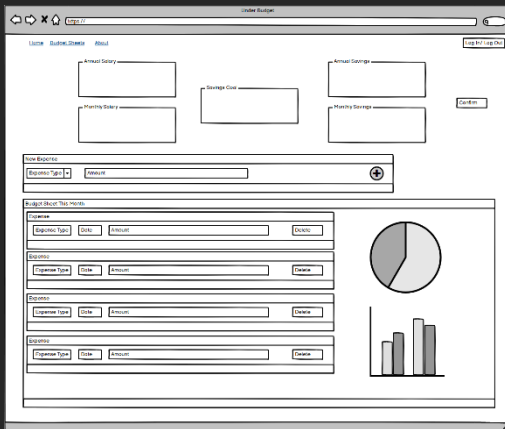 Under Budget
https://
Home Budget Sheets About
Log In/ Log Out
Annual Salary
Annual Savings
Savings Goal
Monthly Salary
Monthly Savings
Confirm
New Expense
Expense Type Amount
Budget Sheet This Month
Expense
Expense Type Date Amount Delete
Expense
Expense Type Date Amount Delete
Expense
Expense Type Date Amount Delete
Expense
Expense Type Date Amount Delete